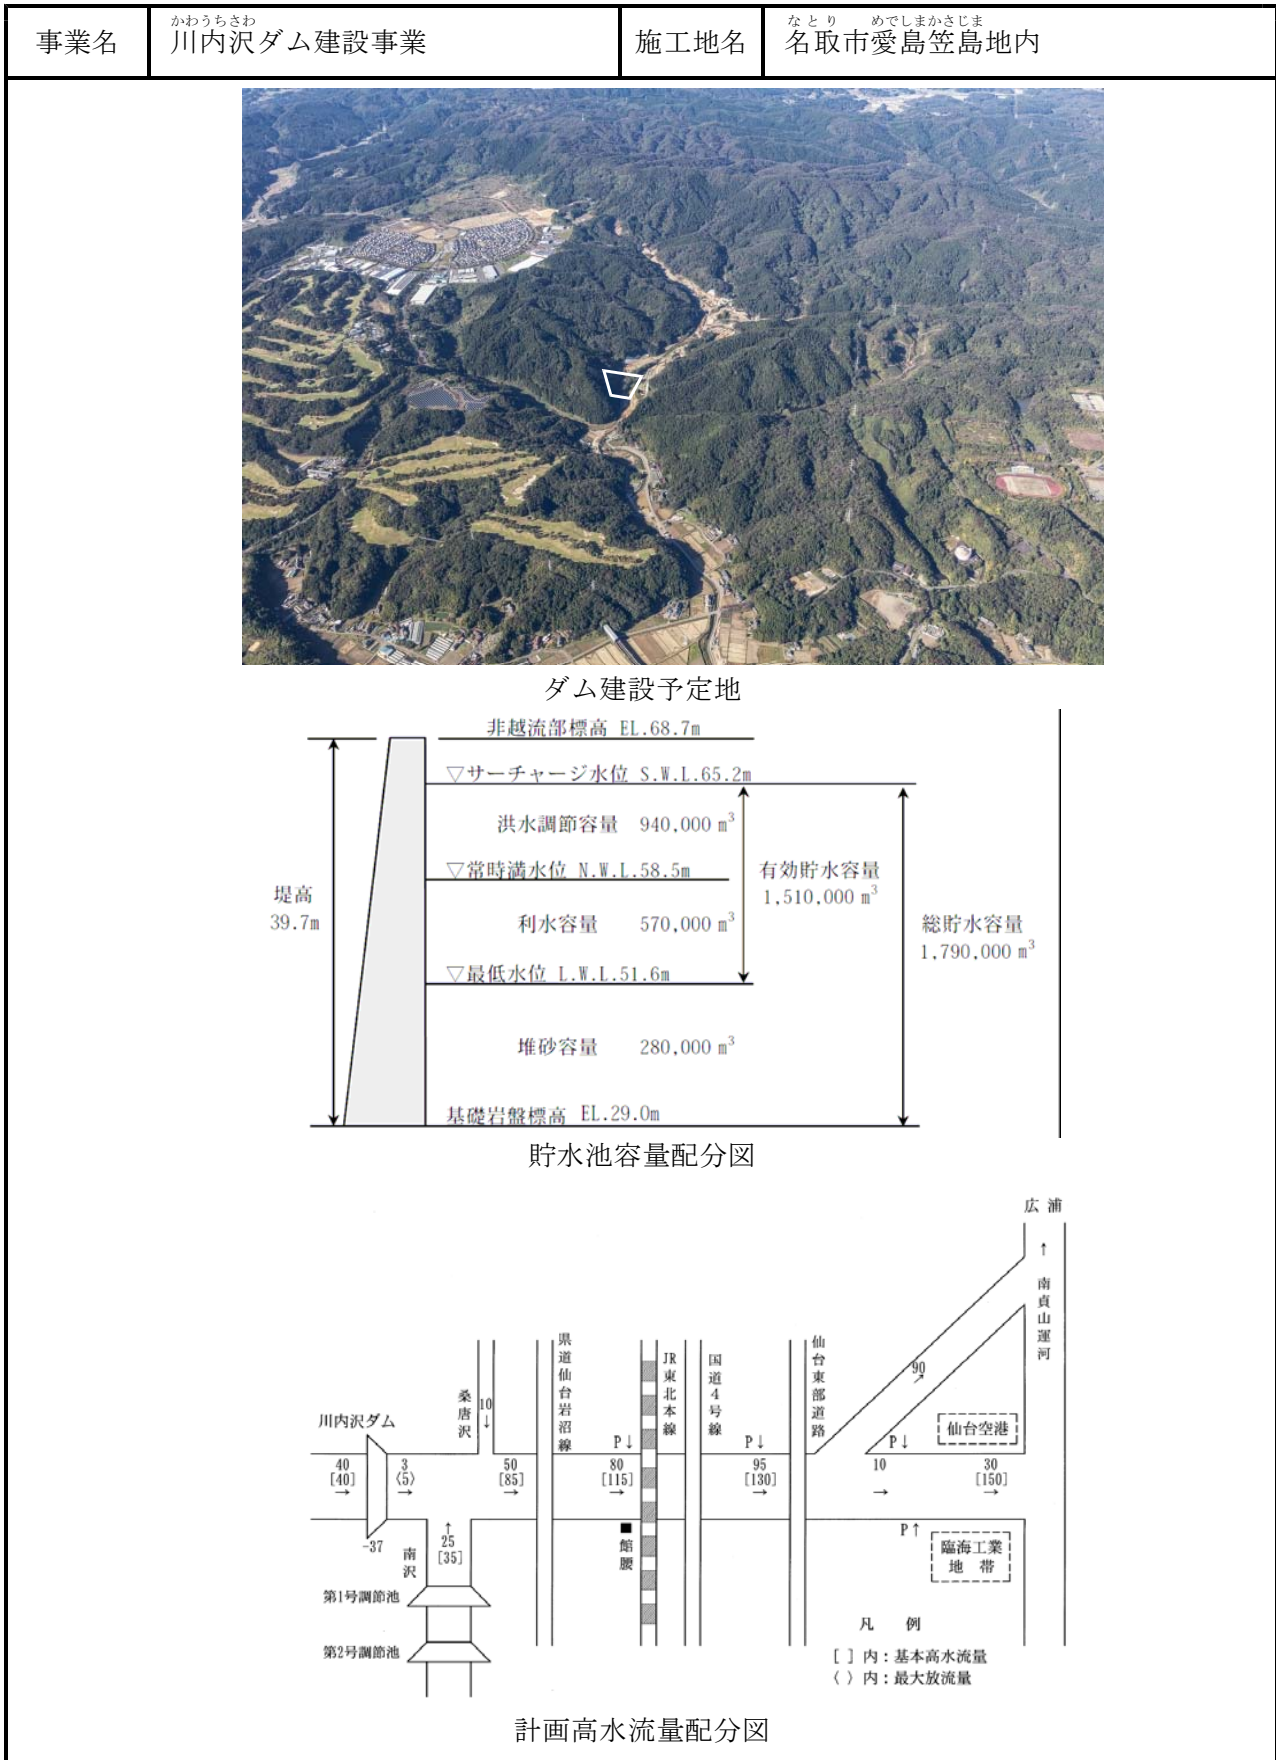 事業名
かわうちさわ
川内沢ダム建設事業
施工地名
なとり めでしまかさじま
名取市愛島笠島地内
ダム建設予定地
非越流部標高 EL.68.7m
▽サーチャージ水位 S.W.L.65.2m
洪水調節容量 940,000 m³
▽常時満水位 N.W.L.58.5m
有効貯水容量
1,510,000 m³
堤高
39.7m
利水容量 570,000 m³
総貯水容量
1,790,000 m³
▽最低水位 L.W.L.51.6m
堆砂容量 280,000 m³
基礎岩盤標高 EL.29.0m
貯水池容量配分図
広浦
↑
南貞山運河
県道仙台岩沼線
JR東北本線
国道4号線
仙台東部道路
桑唐沢
10
↓
90
→
川内沢ダム
P↓
P↓
P↓
仙台空港
40
[40]
→
3
〈5〉
→
50
[85]
→
80
[115]
→
95
[130]
→
10
→
30
[150]
→
-37
南沢
↑
25
[35]
■
館腰
P↑
臨海工業
地帯
第1号調節池
第2号調節池
凡 例
[ ] 内：基本高水流量
〈 〉内：最大放流量
計画高水流量配分図